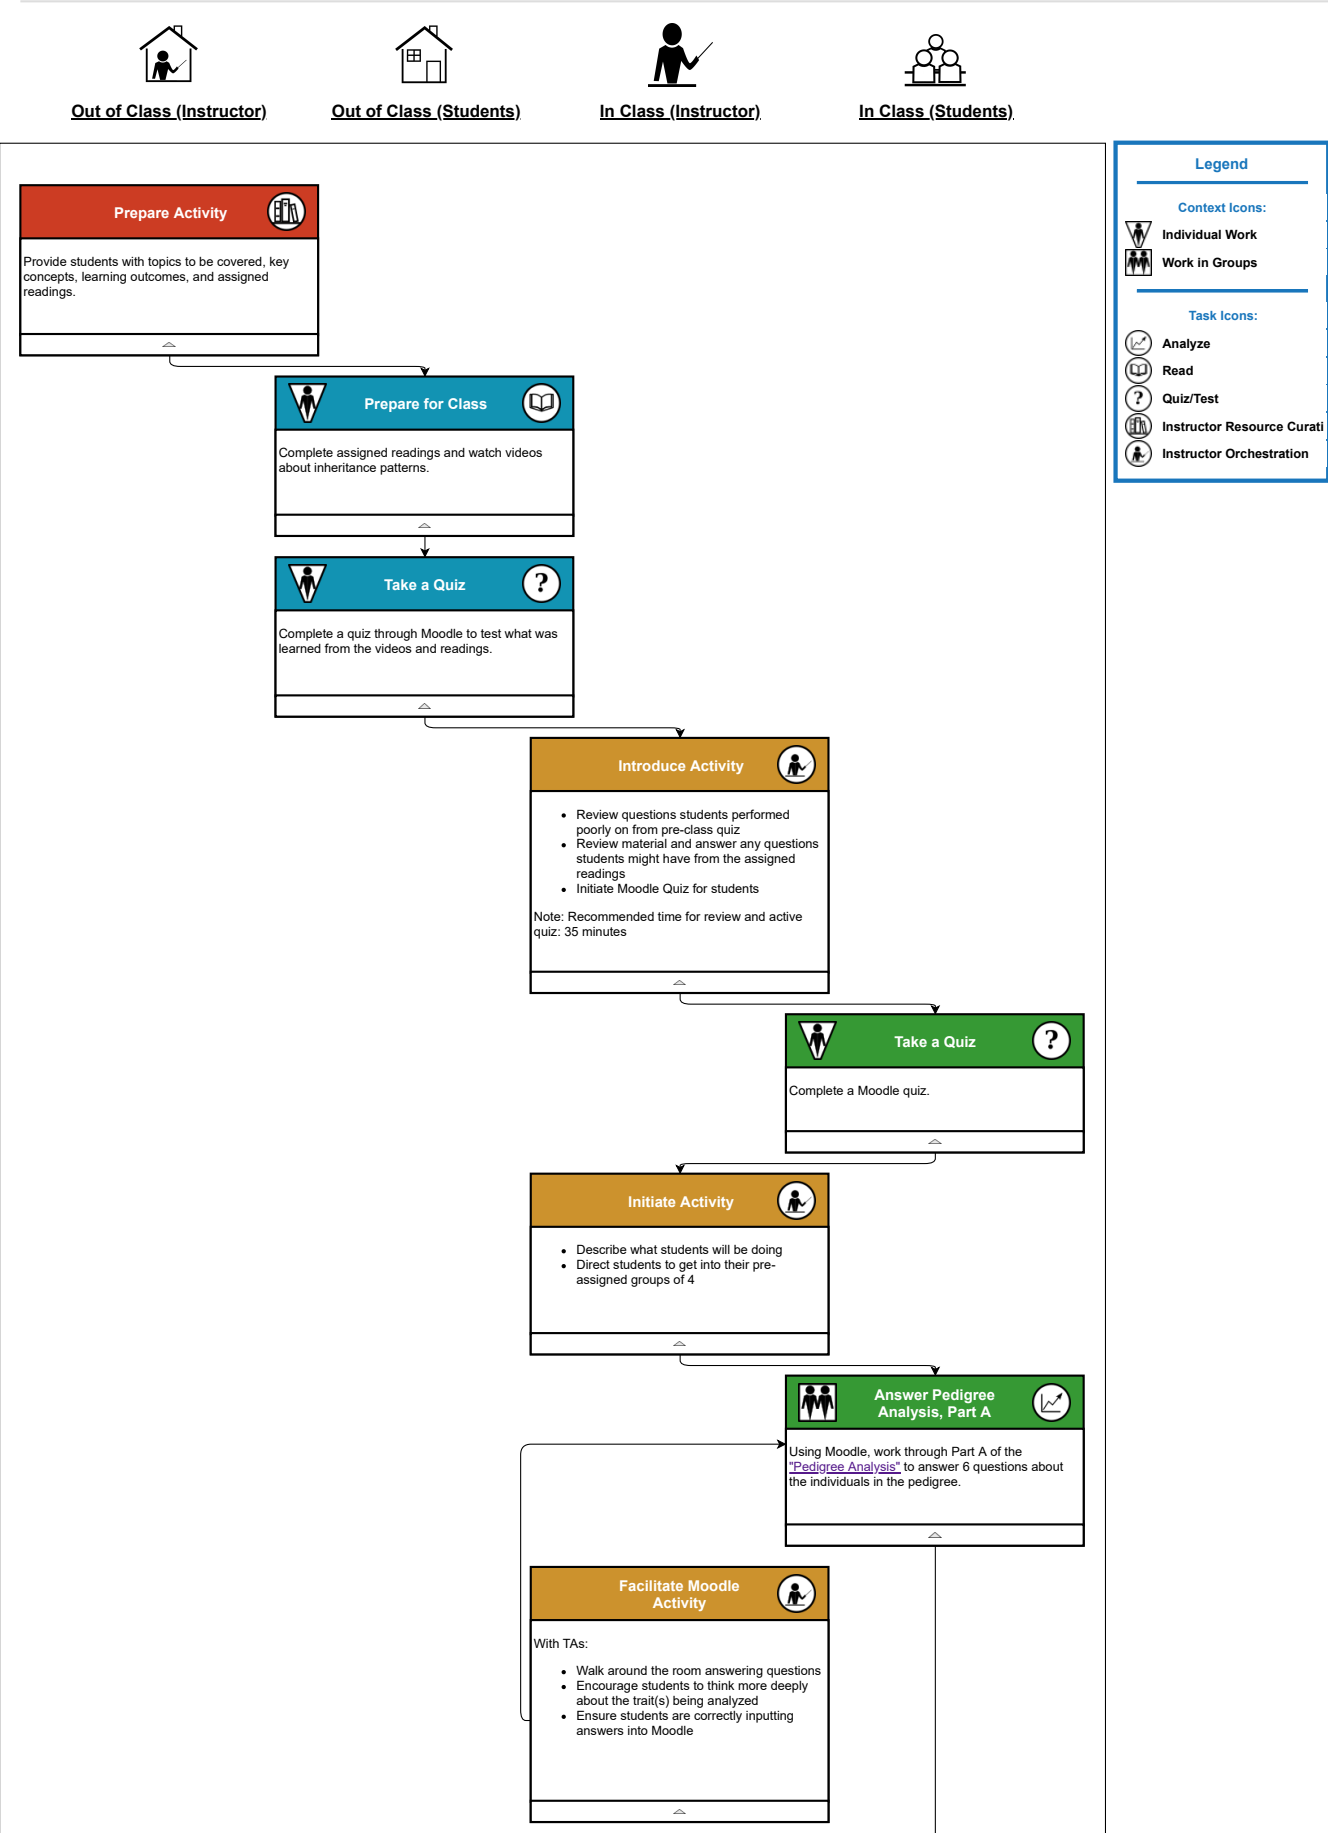 Out of Class (Instructor)
Out of Class (Students)
In Class (Instructor)
In Class (Students)
Legend
Context Icons:
Individual Work
Work in Groups
Task Icons:
Analyze
Read
? Quiz/Test
Instructor Resource Curati
Instructor Orchestration
Prepare Activity
Provide students with topics to be covered, key
concepts, learning outcomes, and assigned
readings.
Prepare for Class
Complete assigned readings and watch videos
about inheritance patterns.
Take a Quiz ?
Complete a quiz through Moodle to test what was
learned from the videos and readings.
Introduce Activity
• Review questions students performed
poorly on from pre-class quiz
• Review material and answer any questions
students might have from the assigned
readings
• Initiate Moodle Quiz for students
Note: Recommended time for review and active
quiz: 35 minutes
Take a Quiz ?
Complete a Moodle quiz.
Initiate Activity
• Describe what students will be doing
• Direct students to get into their pre-
assigned groups of 4
Answer Pedigree
Analysis, Part A
Using Moodle, work through Part A of the
"Pedigree Analysis" to answer 6 questions about
the individuals in the pedigree.
Facilitate Moodle
Activity
With TAs:
• Walk around the room answering questions
• Encourage students to think more deeply
about the trait(s) being analyzed
• Ensure students are correctly inputting
answers into Moodle